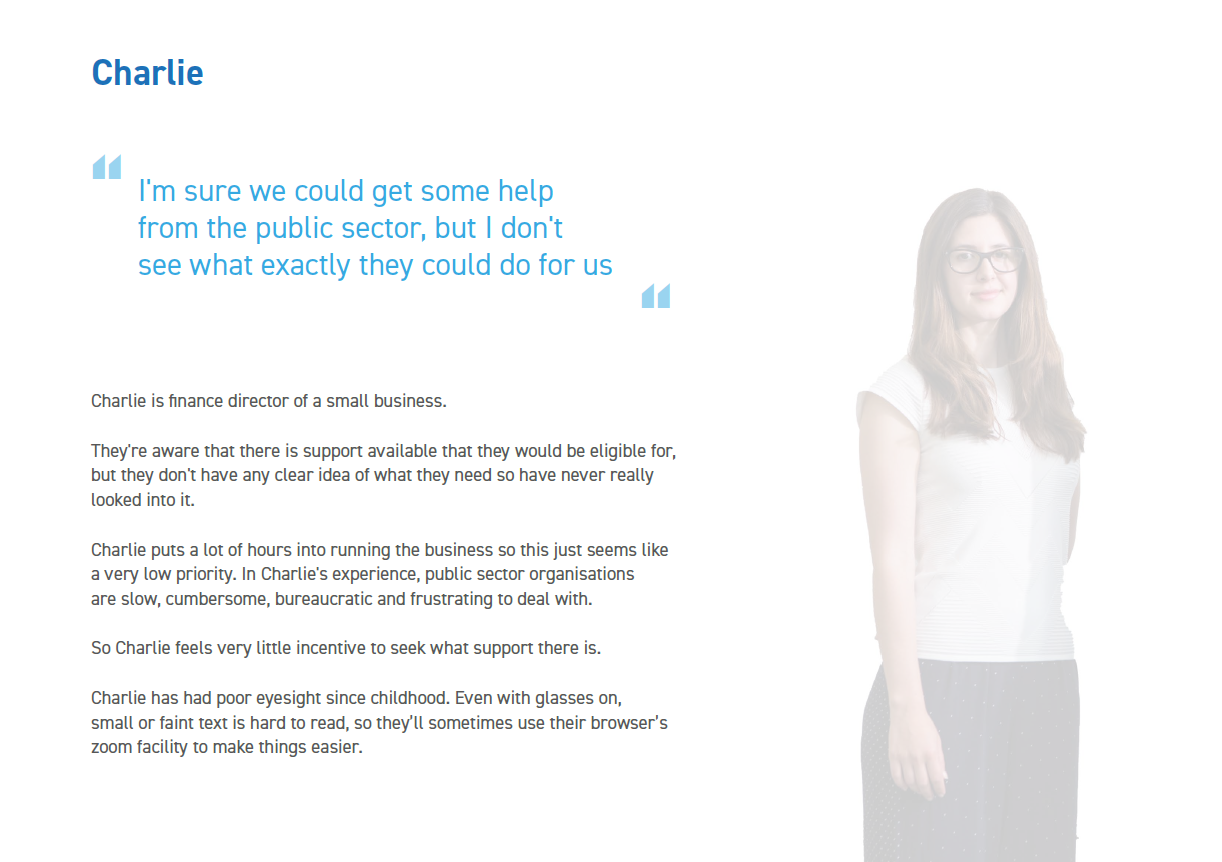 Charlie
"
I'm sure we could get some help
from the public sector, but I don't
see what exactly they could do for us
"
Charlie is finance director of a small business.
They're aware that there is support available that they would be eligible for,
but they don't have any clear idea of what they need so have never really
looked into it.
Charlie puts a lot of hours into running the business so this just seems like
a very low priority. In Charlie's experience, public sector organisations
are slow, cumbersome, bureaucratic and frustrating to deal with.
So Charlie feels very little incentive to seek what support there is.
Charlie has had poor eyesight since childhood. Even with glasses on,
small or faint text is hard to read, so they’ll sometimes use their browser’s
zoom facility to make things easier.